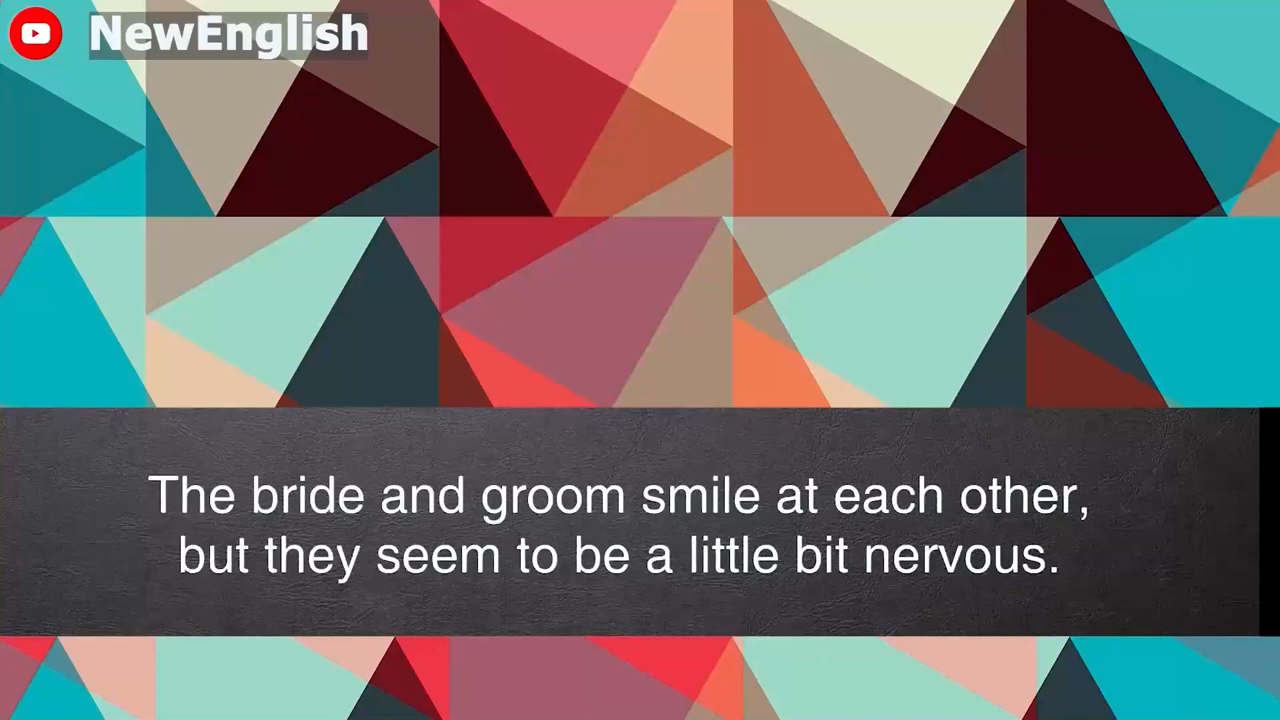 NewEnglish
The bride and groom smile at each other,
but they seem to be a little bit nervous.